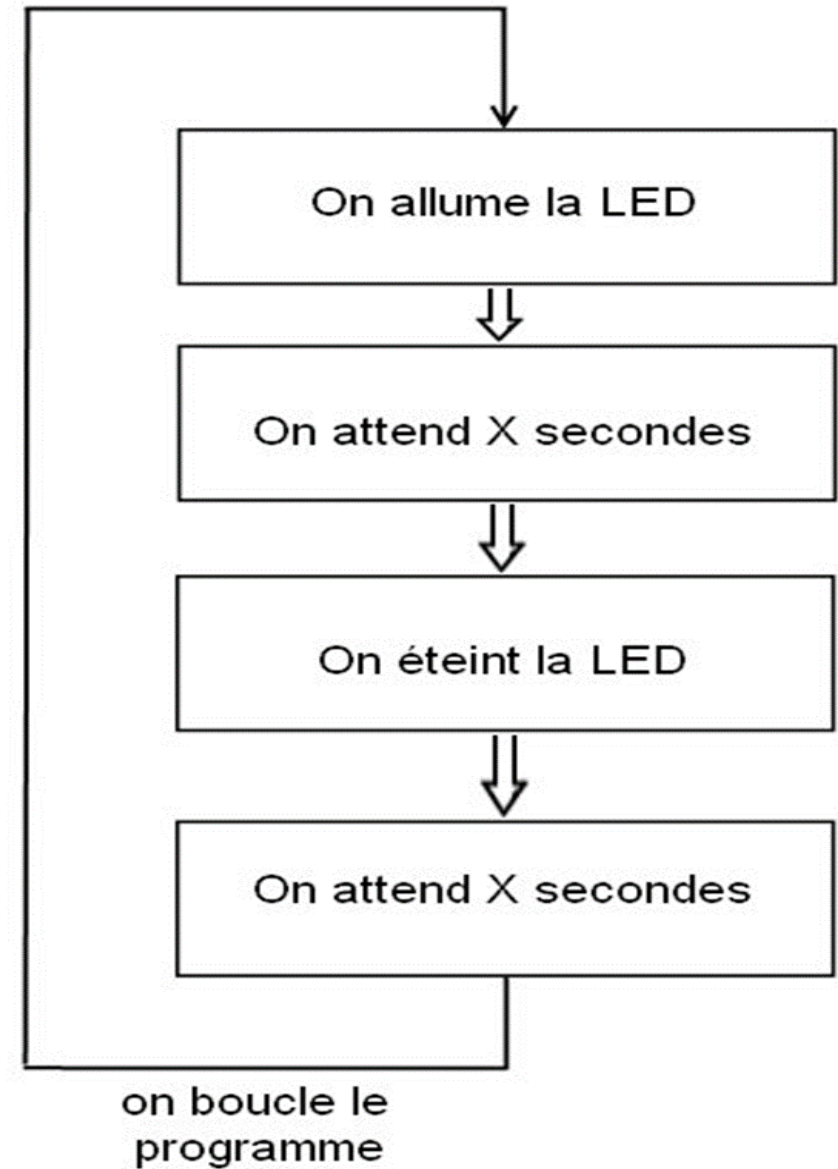 On allume la LED
On attend X secondes
On éteint la LED
On attend X secondes
on boucle le
programme